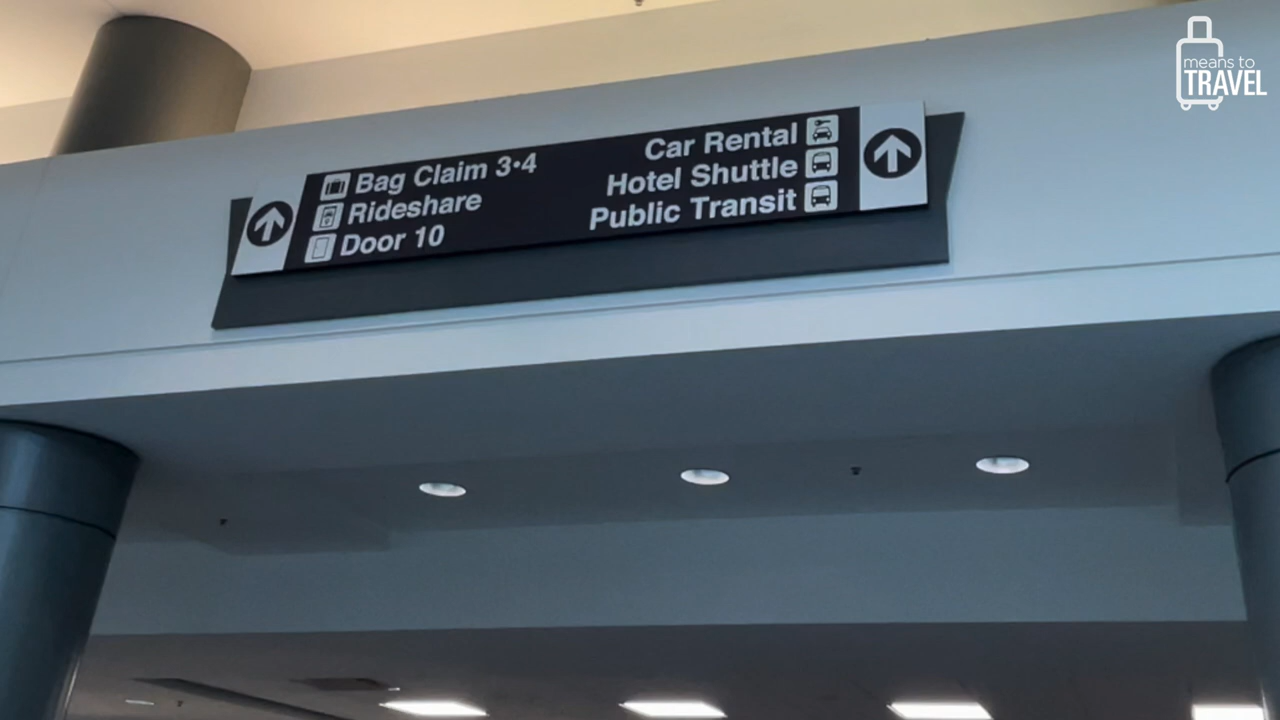 Bag Claim 3•4
Rideshare
Door 10
Car Rental
Hotel Shuttle
Public Transit
means to
TRAVEL